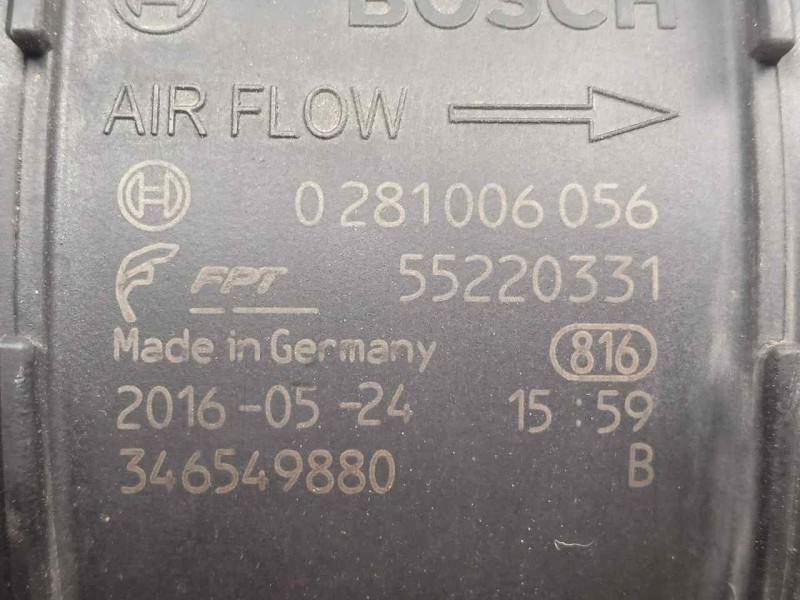 BOSCH
AIR FLOW
0 281 006 056
FPT 55220331
Made in Germany 816
2016-05-24 15:59
346549880 B